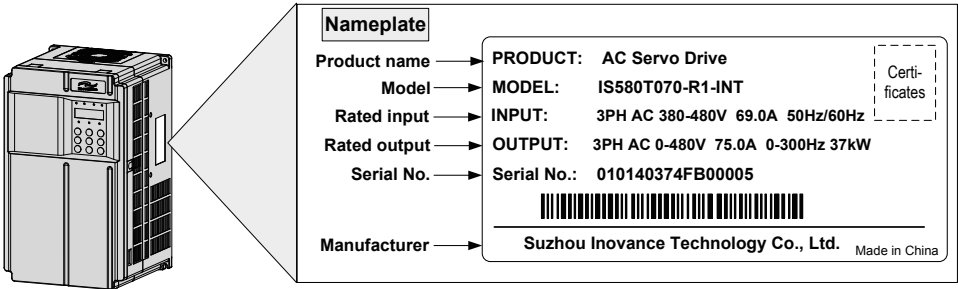 Nameplate
Product name PRODUCT: AC Servo Drive
Model MODEL: IS580T070-R1-INT
Rated input INPUT: 3PH AC 380-480V 69.0A 50Hz/60Hz
Rated output OUTPUT: 3PH AC 0-480V 75.0A 0-300Hz 37kW
Serial No. Serial No.: 010140374FB00005
Certi-
ficates
Manufacturer Suzhou Inovance Technology Co., Ltd. Made in China